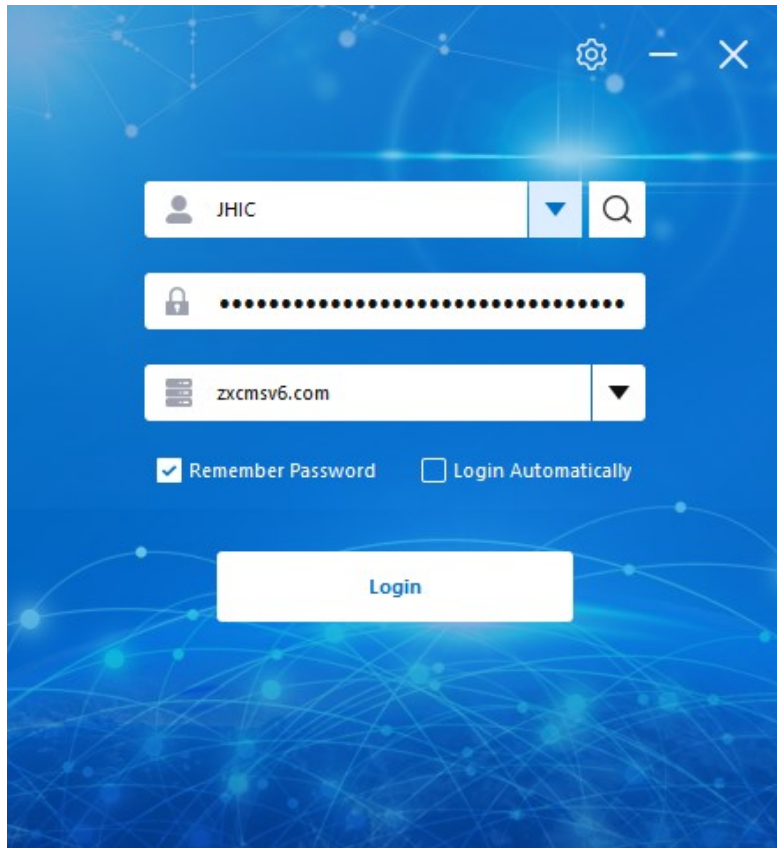 JHIC
●●●●●●●●●●●●●●●●●●●●●●●●●●●●●●●●●
zxcmsv6.com
Remember Password Login Automatically
Login